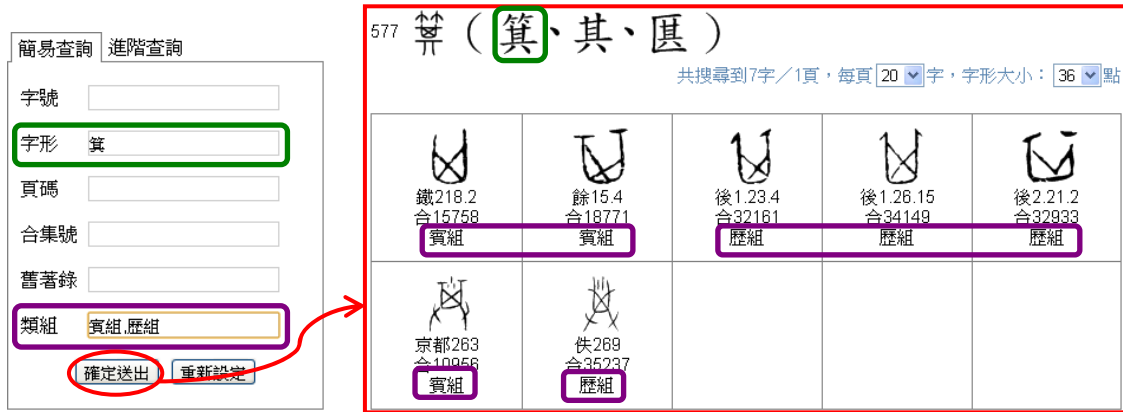 簡易查詢 進階查詢
字號
字形 箕
頁碼
合集號
舊著錄
類組 賓組,歷組
確定送出 重新設定
577 (箕、其、匩)
共搜尋到7字／1頁，每頁 20 字，字形大小： 36 點
鐵218.2 餘15.4 後1.23.4 後1.26.15 後2.21.2
合15758 合18771 合32161 合34149 合32933
賓組 賓組 歷組 歷組 歷組
京都263 佚269
合10956 合35237
賓組 歷組